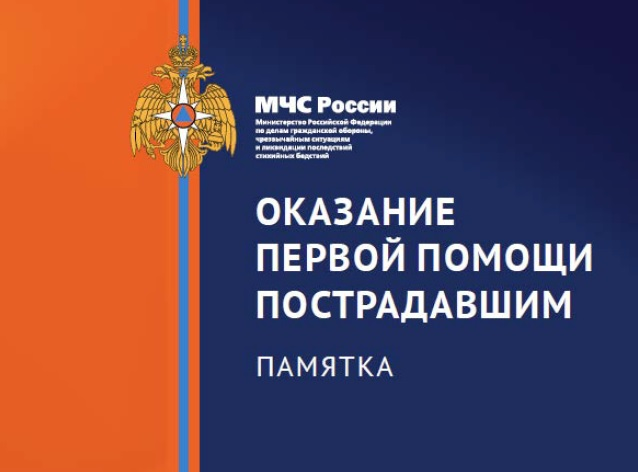 МЧС России
Министерство Российской Федерации
по делам гражданской обороны,
чрезвычайным ситуациям
и ликвидации последствий
стихийных бедствий
ОКАЗАНИЕ
ПЕРВОЙ ПОМОЩИ
ПОСТРАДАВШИМ
ПАМЯТКА